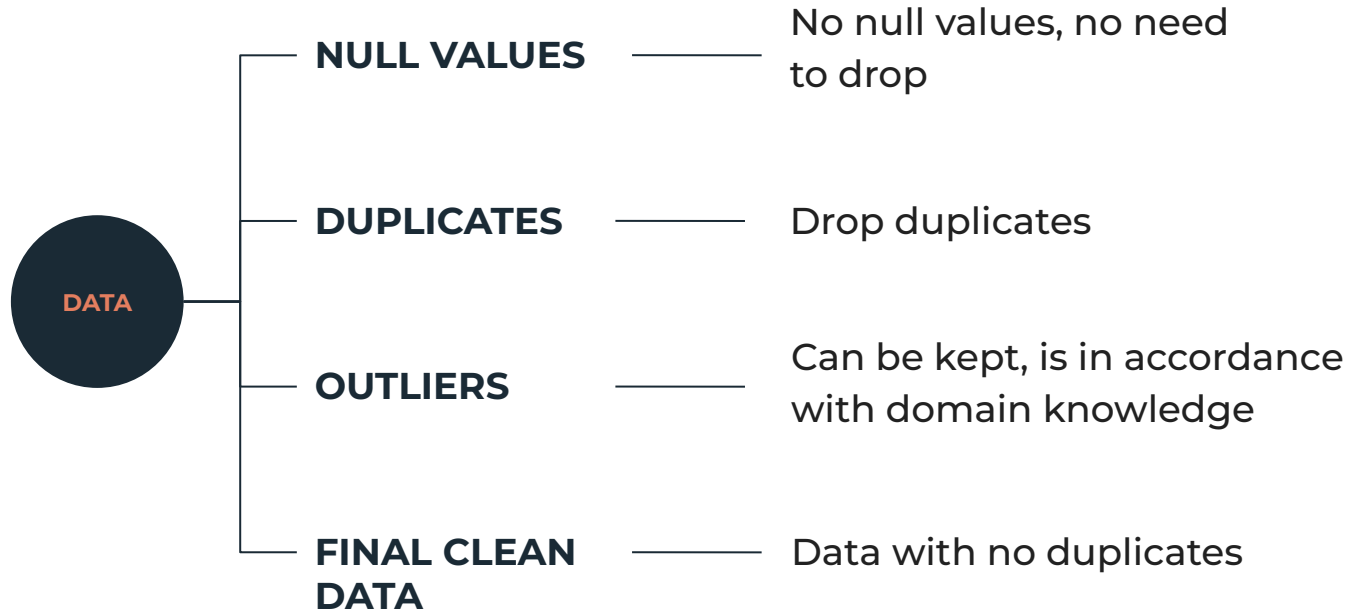 DATA
NULL VALUES
No null values, no need
to drop
DUPLICATES
Drop duplicates
OUTLIERS
Can be kept, is in accordance
with domain knowledge
FINAL CLEAN
DATA
Data with no duplicates